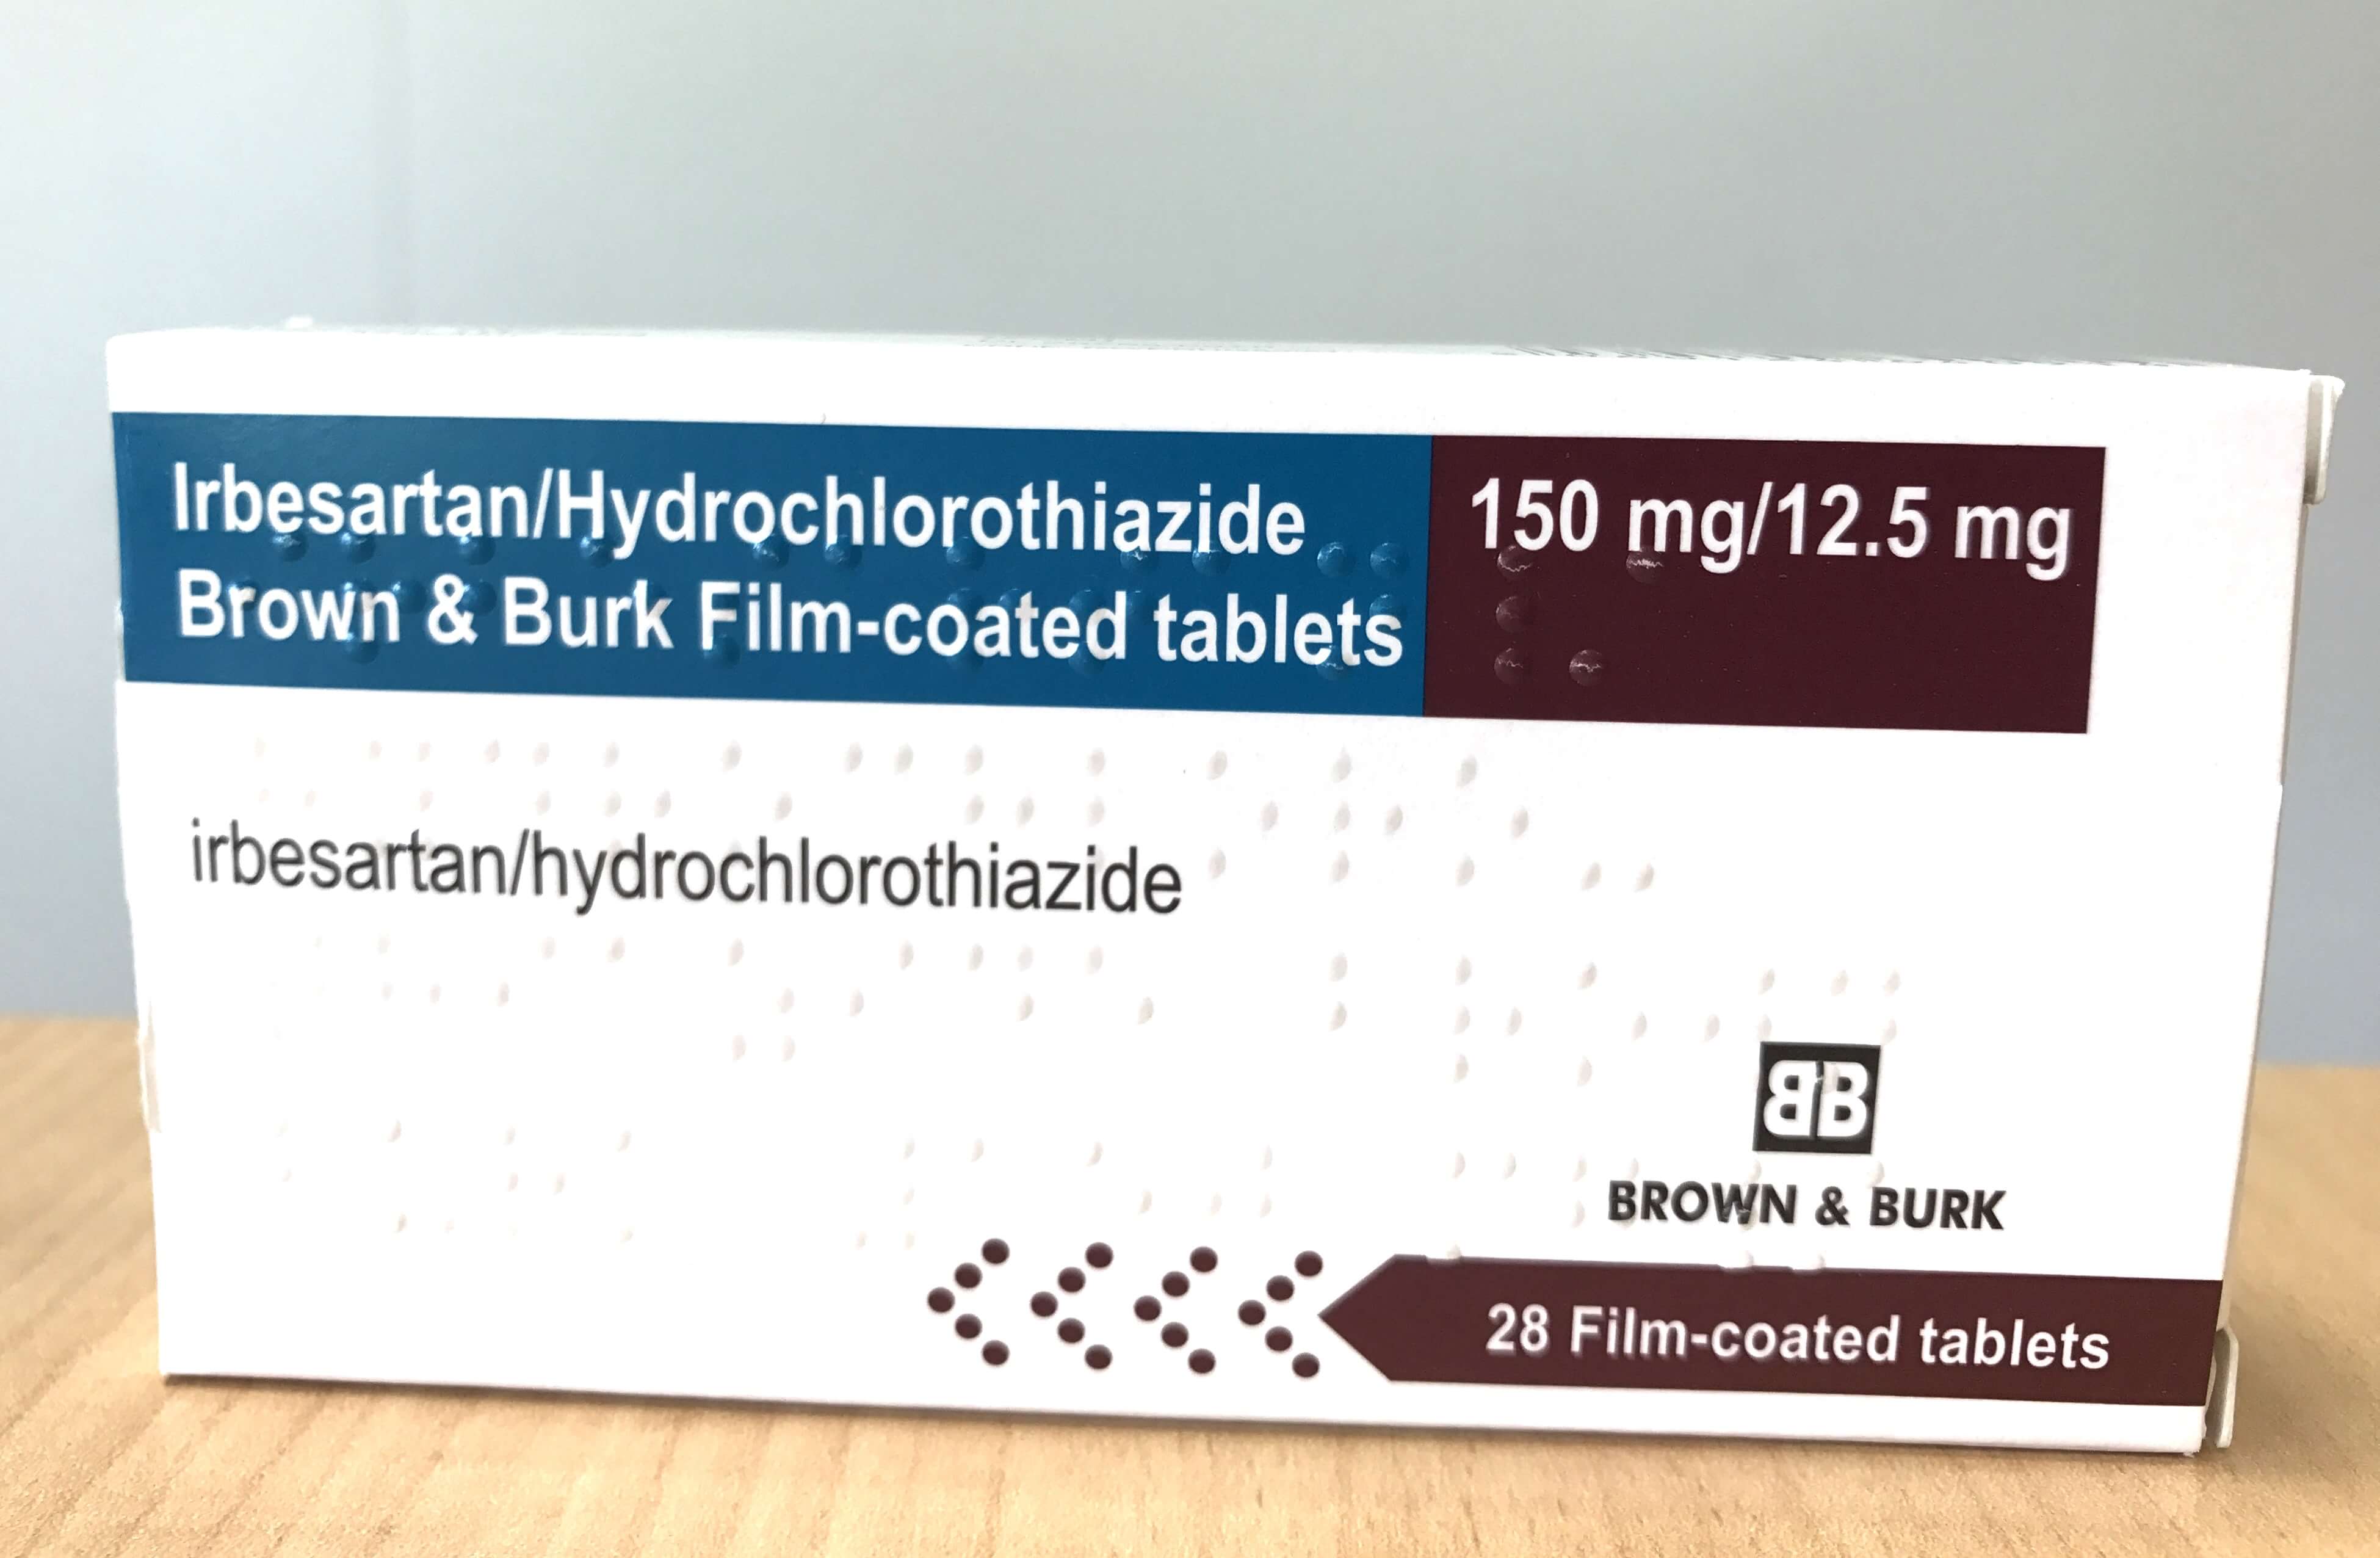 Irbesartan/Hydrochlorothiazide 150 mg/12.5 mg
Brown & Burk Film-coated tablets
irbesartan/hydrochlorothiazide
BB
BROWN & BURK
28 Film-coated tablets